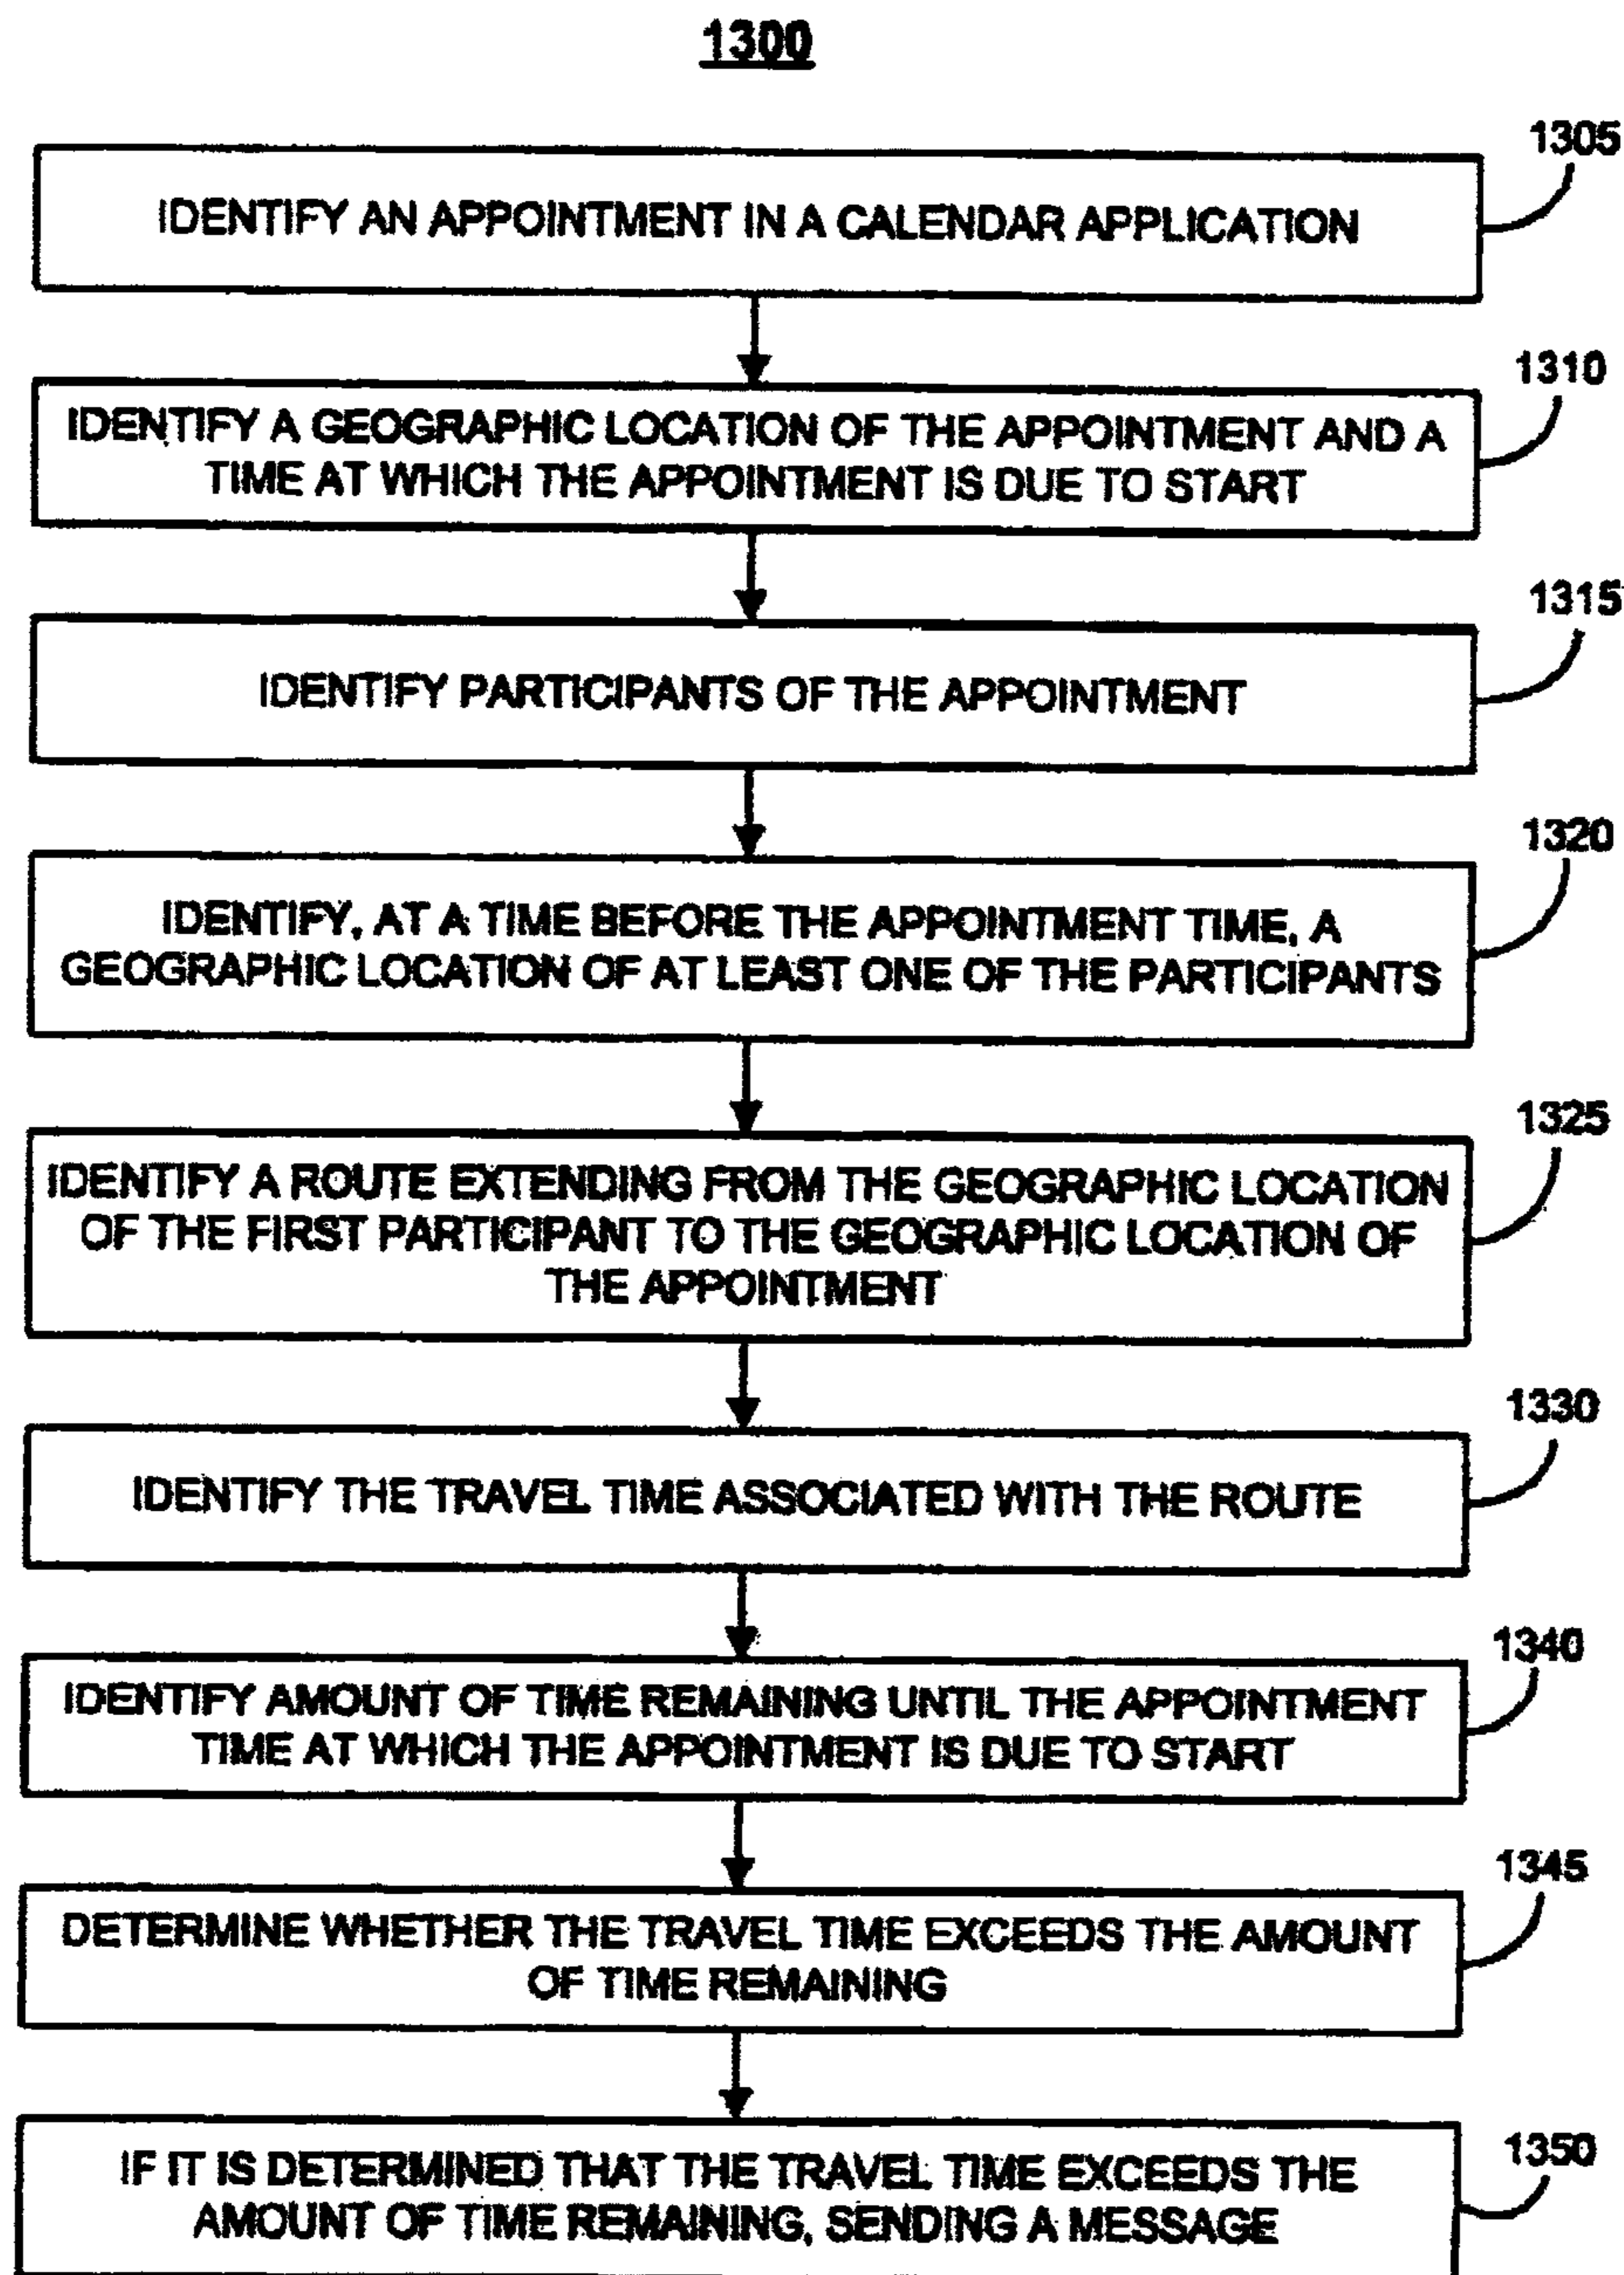 1300
1305
IDENTIFY AN APPOINTMENT IN A CALENDAR APPLICATION
1310
IDENTIFY A GEOGRAPHIC LOCATION OF THE APPOINTMENT AND A
TIME AT WHICH THE APPOINTMENT IS DUE TO START
1315
IDENTIFY PARTICIPANTS OF THE APPOINTMENT
1320
IDENTIFY, AT A TIME BEFORE THE APPOINTMENT TIME, A
GEOGRAPHIC LOCATION OF AT LEAST ONE OF THE PARTICIPANTS
1325
IDENTIFY A ROUTE EXTENDING FROM THE GEOGRAPHIC LOCATION
OF THE FIRST PARTICIPANT TO THE GEOGRAPHIC LOCATION OF
THE APPOINTMENT
1330
IDENTIFY THE TRAVEL TIME ASSOCIATED WITH THE ROUTE
1340
IDENTIFY AMOUNT OF TIME REMAINING UNTIL THE APPOINTMENT
TIME AT WHICH THE APPOINTMENT IS DUE TO START
1345
DETERMINE WHETHER THE TRAVEL TIME EXCEEDS THE AMOUNT
OF TIME REMAINING
1350
IF IT IS DETERMINED THAT THE TRAVEL TIME EXCEEDS THE
AMOUNT OF TIME REMAINING, SENDING A MESSAGE